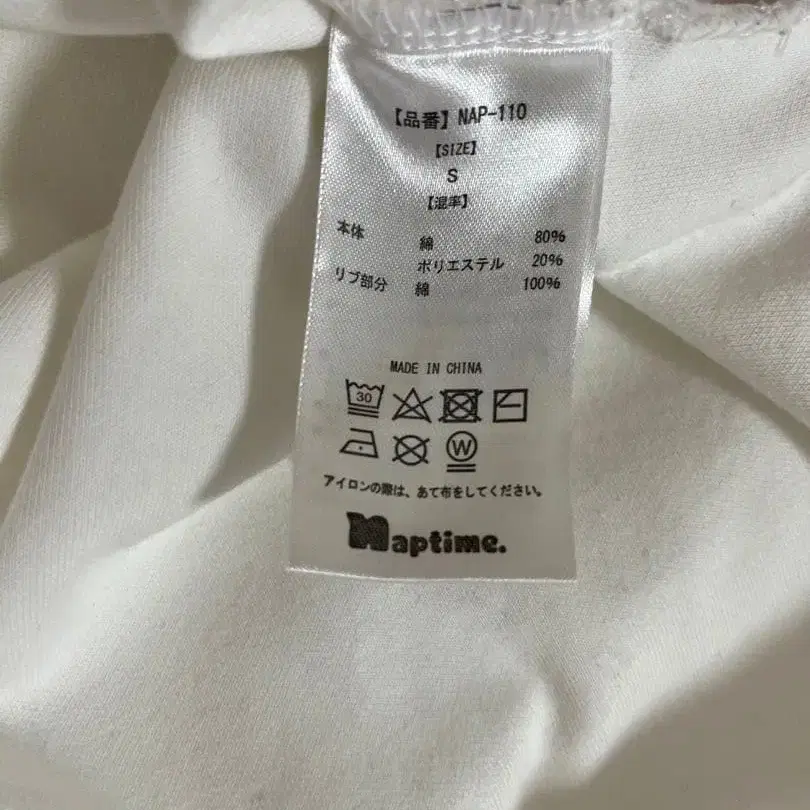 【品番】NAP-110
【SIZE】
S
【混率】
本体 綿 80%
ポリエステル 20%
リブ部分 綿 100%
MADE IN CHINA
30
W
アイロンの際は、あて布をしてください。
Naptime.